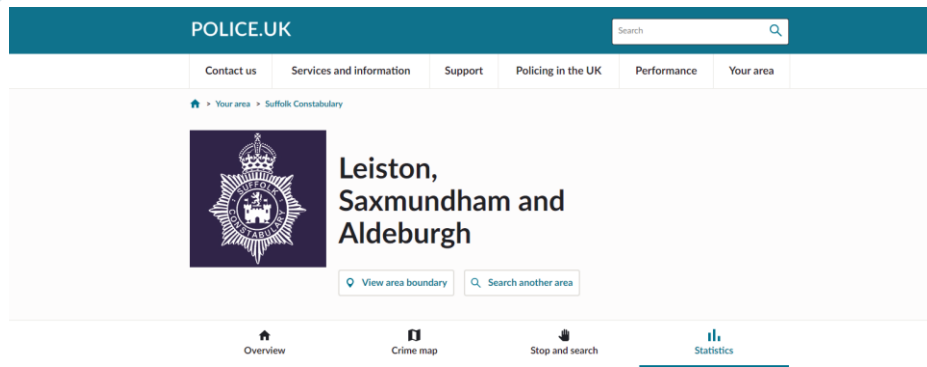 POLICE.UK
Search
Contact us Services and information Support Policing in the UK Performance Your area
> Your area > Suffolk Constabulary
SUFFOLK
CONSTABULARY
Leiston,
Saxmundham and
Aldeburgh
View area boundary Search another area
Overview Crime map Stop and search Statistics